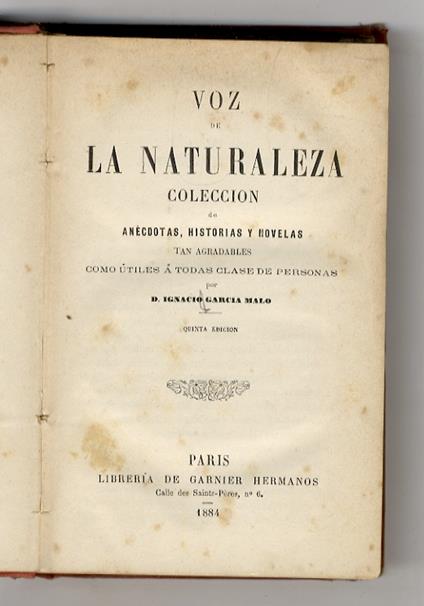 VOZ
DE
LA NATURALEZA
COLECCION
de
ANÉCDOTAS, HISTORIAS Y NOVELAS
TAN AGRADABLES
COMO ÚTILES Á TODAS CLASE DE PERSONAS
por
D. IGNACIO GARCIA MALO
QUINTA EDICION
PARIS
LIBRERÍA DE GARNIER HERMANOS
Calle des Saints-Pères, nº 6.
1884